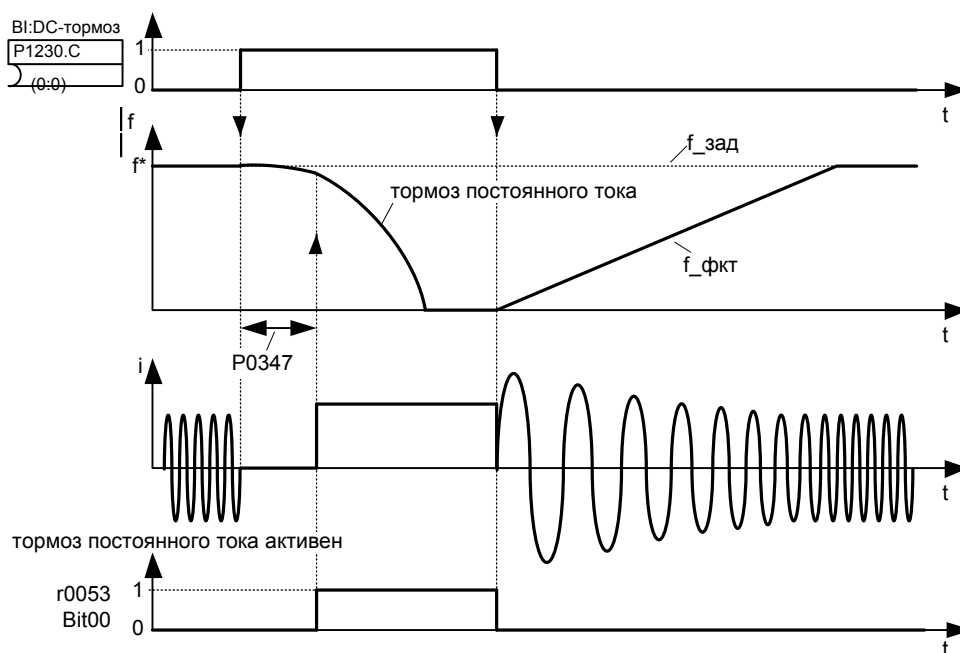 BI:DC-тормоз
P1230.C
(0:0)
1
0
t
|f|
f*
f_зад
тормоз постоянного тока
f_фкт
t
P0347
i
t
тормоз постоянного тока активен
r0053
Bit00
1
0
t